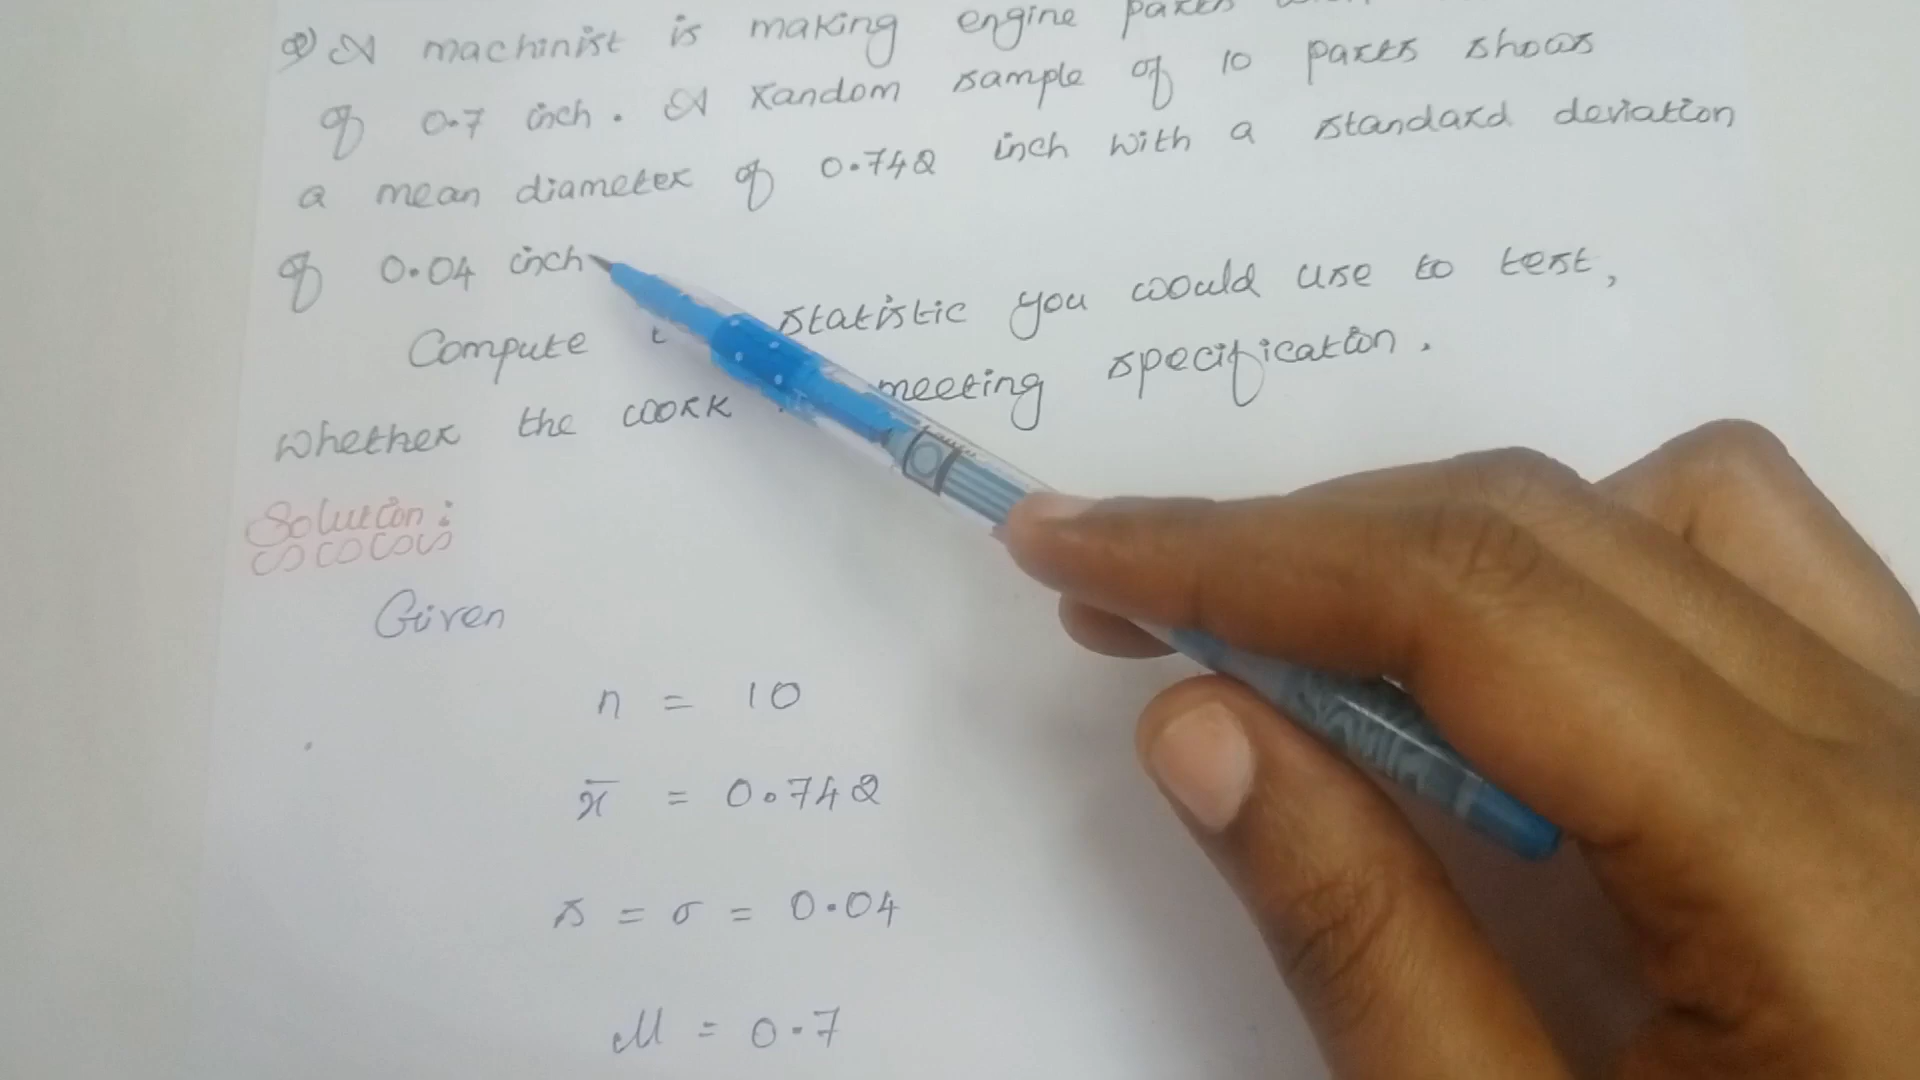 2) A machinist is making engine parts
of 0.7 inch. A random sample of 10 parts shows
a mean diameter of 0.742 inch with a standard deviation
of 0.04 inch
Compute statistic you would use to test,
whether the work meeting specification.
Solution:
Given
n = 10
x̄ = 0.742
s = σ = 0.04
μ = 0.7